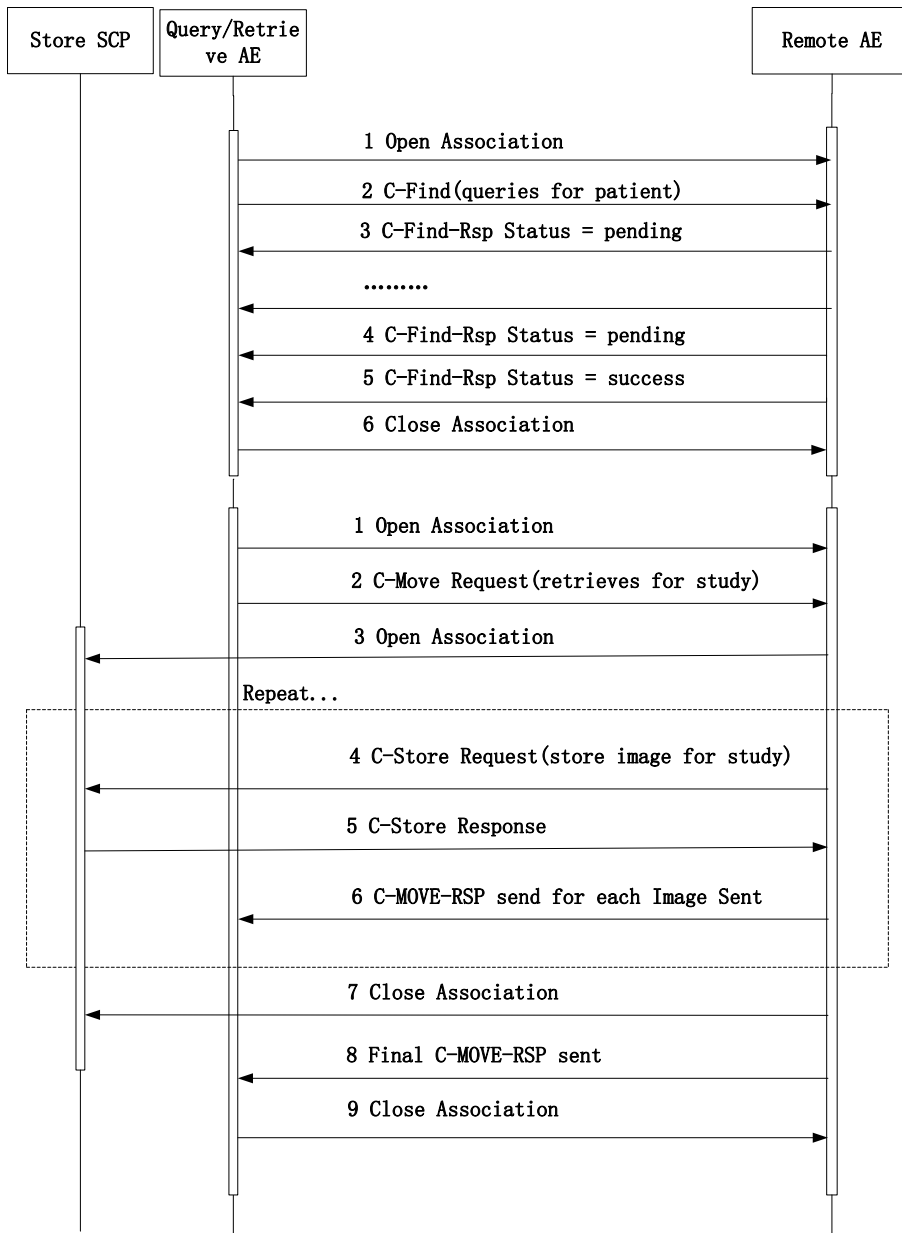 Store SCP
Query/Retrie
ve AE
Remote AE
1 Open Association
2 C-Find(queries for patient)
3 C-Find-Rsp Status = pending
.........
4 C-Find-Rsp Status = pending
5 C-Find-Rsp Status = success
6 Close Association
1 Open Association
2 C-Move Request(retrieves for study)
3 Open Association
Repeat...
4 C-Store Request(store image for study)
5 C-Store Response
6 C-MOVE-RSP send for each Image Sent
7 Close Association
8 Final C-MOVE-RSP sent
9 Close Association